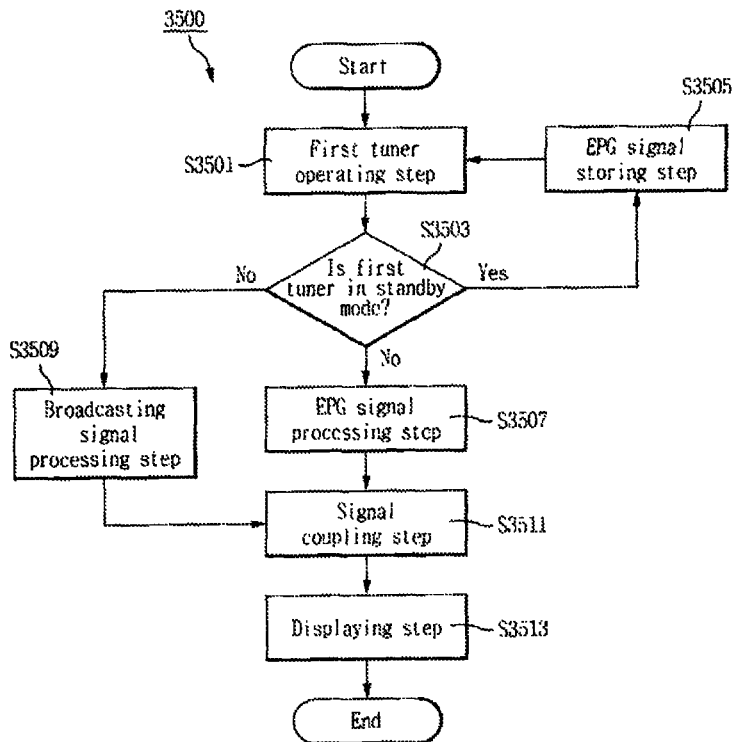 3500
Start
S3505
S3501
First tuner
operating step
EPG signal
storing step
S3503
No
Is first
tuner in standby
mode?
Yes
S3509
No
Broadcasting
signal
processing step
EPG signal
processing step
S3507
Signal
coupling step
S3511
Displaying step
S3513
End